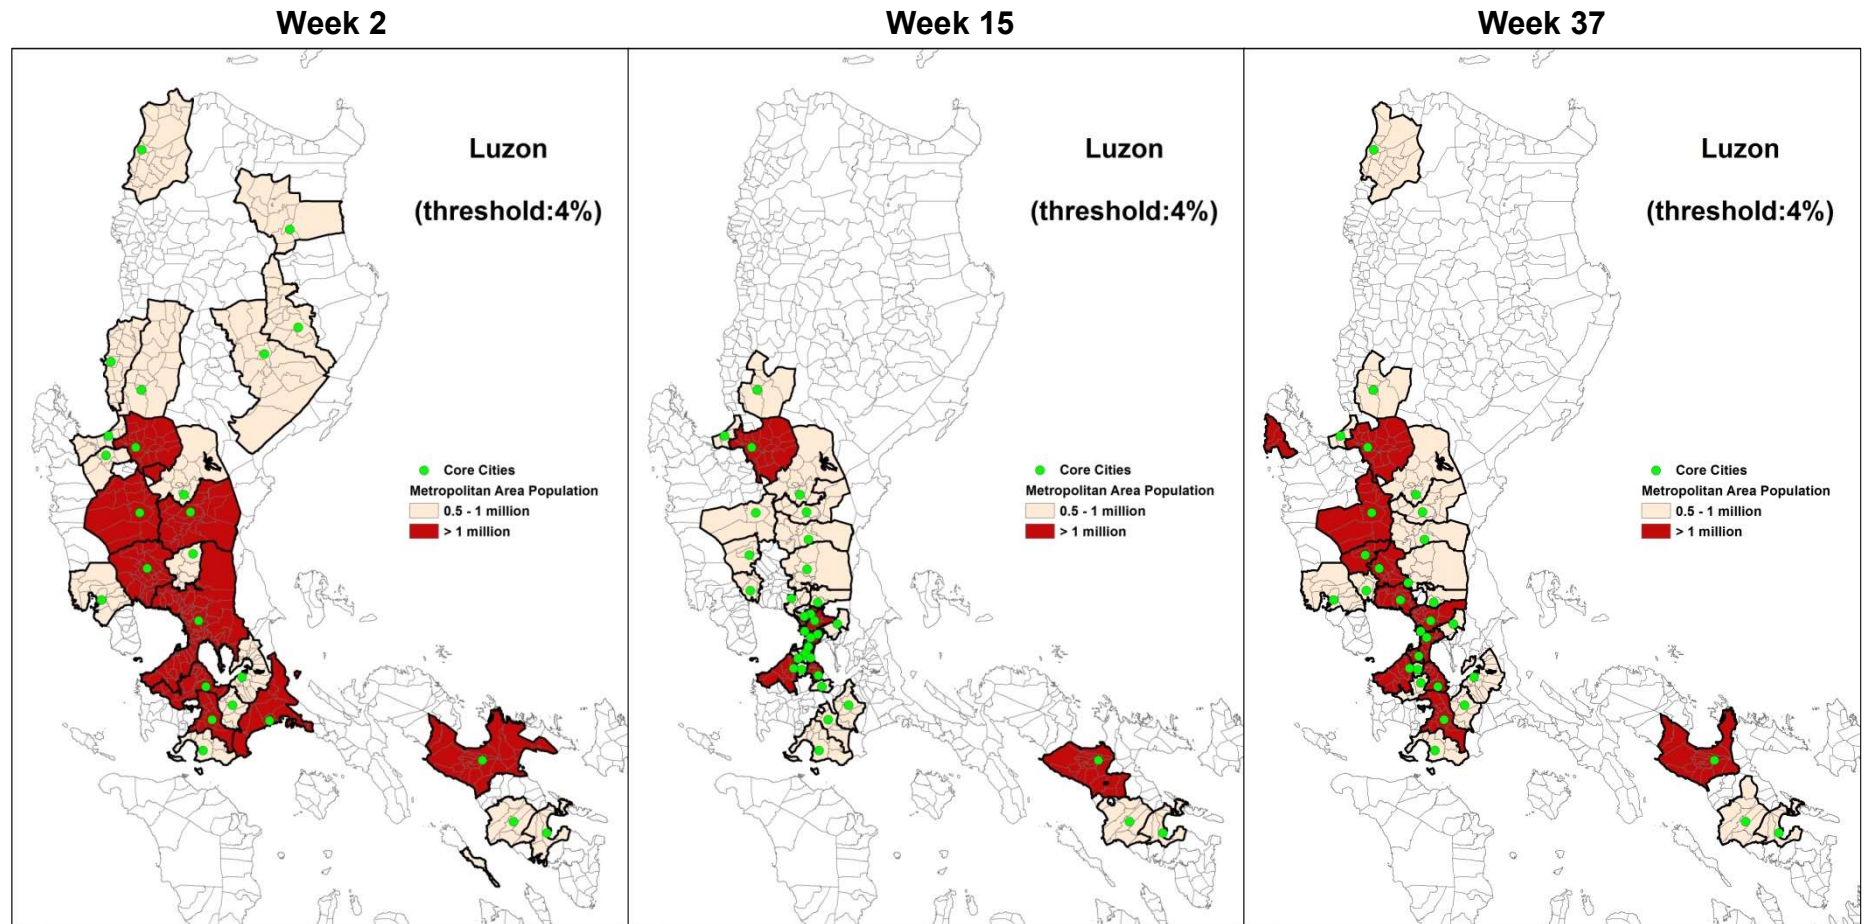 Week 2
Week 15
Week 37
Luzon
(threshold:4%)
Core Cities
Metropolitan Area Population
0.5 - 1 million
> 1 million
Luzon
(threshold:4%)
Core Cities
Metropolitan Area Population
0.5 - 1 million
> 1 million
Luzon
(threshold:4%)
Core Cities
Metropolitan Area Population
0.5 - 1 million
> 1 million